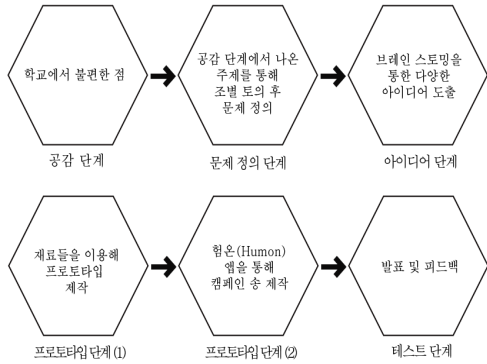 학교에서 불편한 점
공감 단계에서 나온
주제를 통해
조별 토의 후
문제 정의
브레인 스토밍을
통한 다양한
아이디어 도출
공감 단계
문제 정의 단계
아이디어 단계
재료들을 이용해
프로토타입
제작
험온(Humon)
앱을 통해
캠페인 송 제작
발표 및 피드백
프로토타입 단계 (1)
프로토타입 단계 (2)
테스트 단계